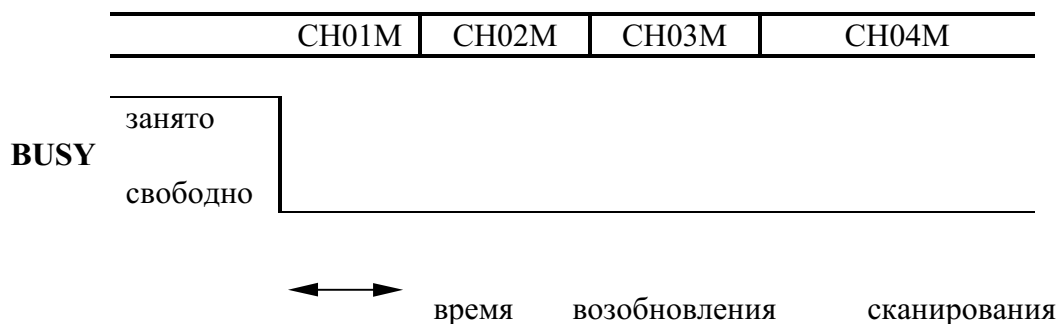 CH01M CH02M CH03M CH04M
занято
BUSY
свободно
время возобновления сканирования